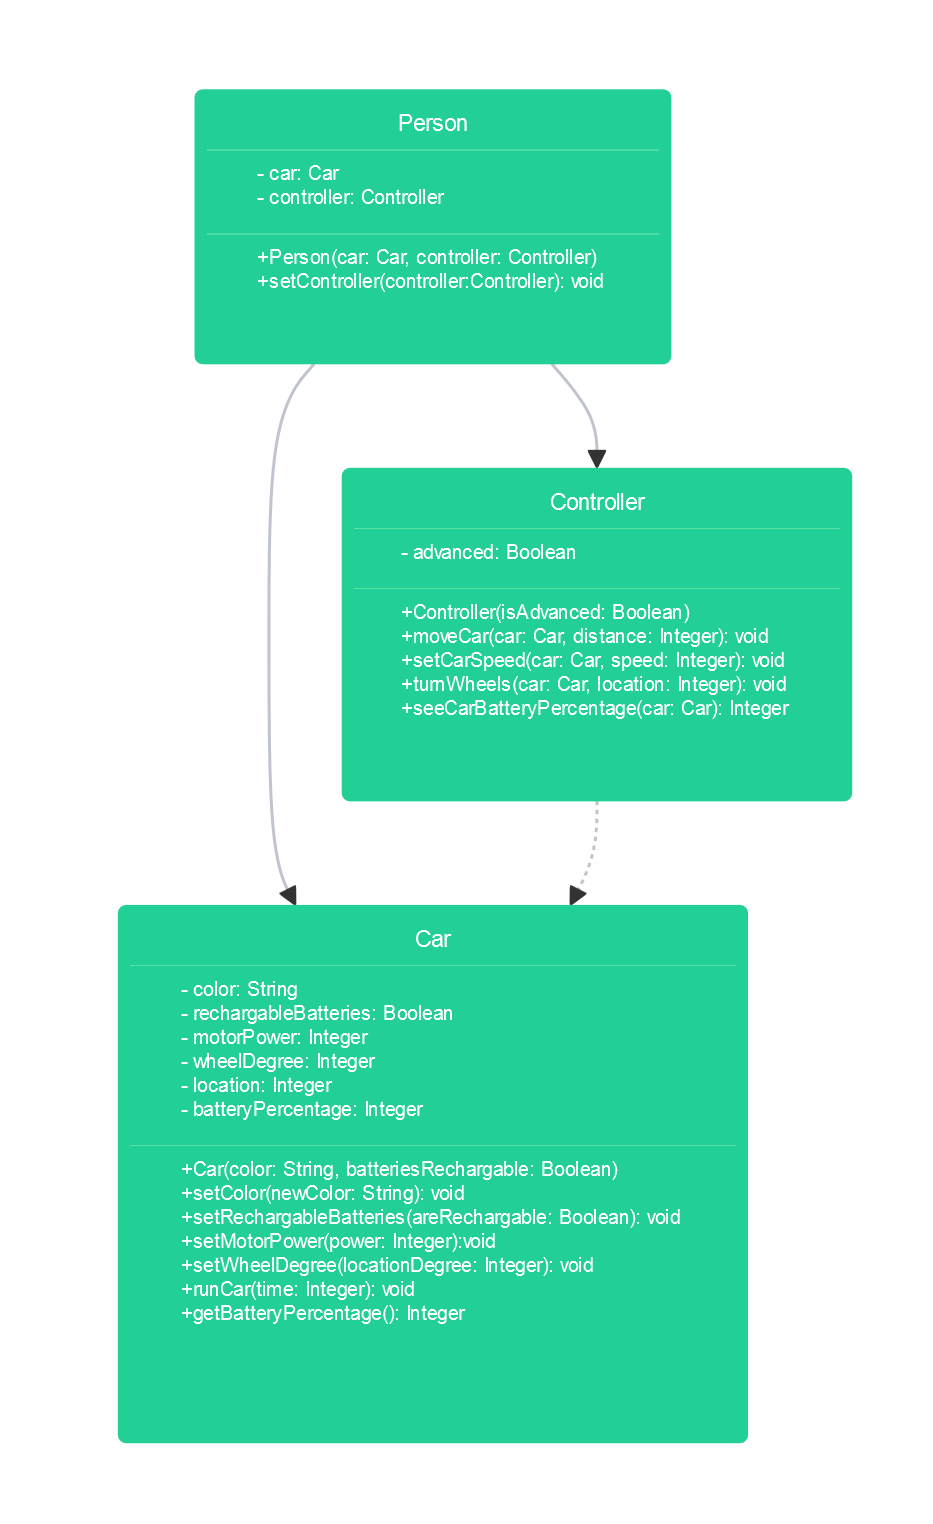 Person
- car: Car
- controller: Controller
+Person(car: Car, controller: Controller)
+setController(controller:Controller): void
Controller
- advanced: Boolean
+Controller(isAdvanced: Boolean)
+moveCar(car: Car, distance: Integer): void
+setCarSpeed(car: Car, speed: Integer): void
+turnWheels(car: Car, location: Integer): void
+seeCarBatteryPercentage(car: Car): Integer
Car
- color: String
- rechargableBatteries: Boolean
- motorPower: Integer
- wheelDegree: Integer
- location: Integer
- batteryPercentage: Integer
+Car(color: String, batteriesRechargable: Boolean)
+setColor(newColor: String): void
+setRechargableBatteries(areRechargable: Boolean): void
+setMotorPower(power: Integer):void
+setWheelDegree(locationDegree: Integer): void
+runCar(time: Integer): void
+getBatteryPercentage(): Integer